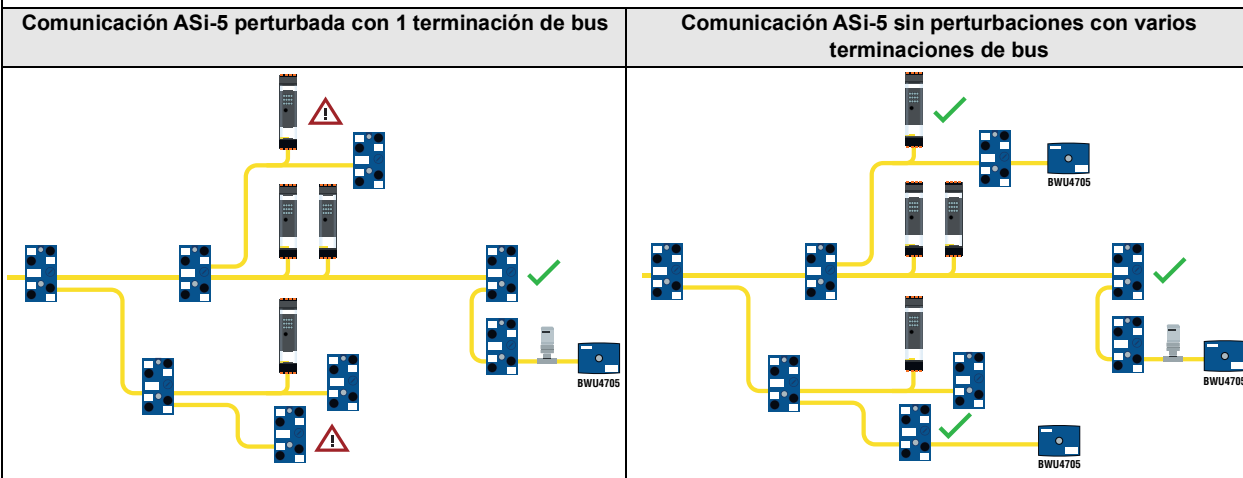 Comunicación ASi-5 perturbada con 1 terminación de bus
Comunicación ASi-5 sin perturbaciones con varios
terminaciones de bus
BWU4705
BWU4705
BWU4705
BWU4705